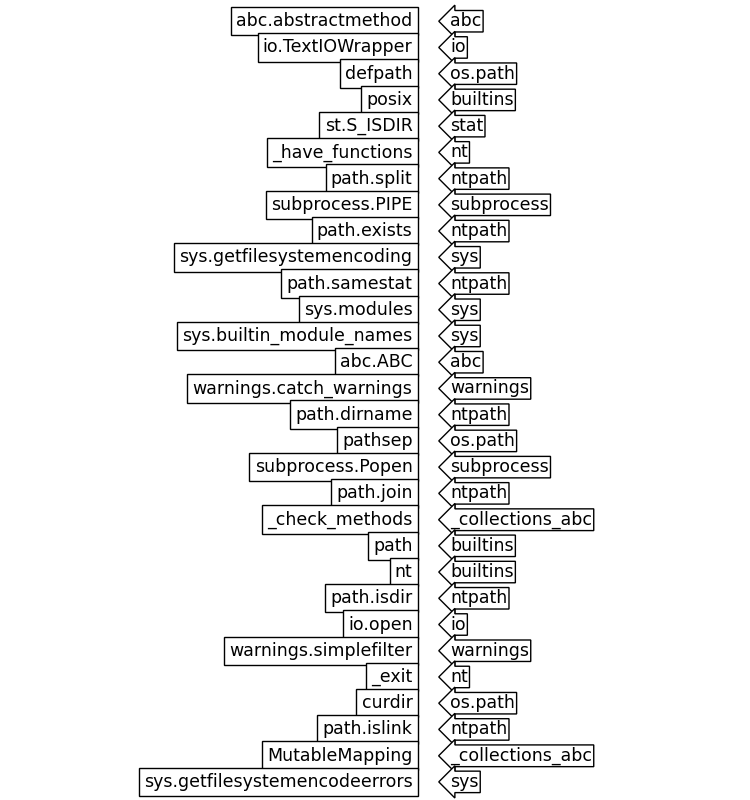 abc.abstractmethod abc
io.TextIOWrapper io
defpath os.path
posix builtins
st.S_ISDIR stat
_have_functions nt
path.split ntpath
subprocess.PIPE subprocess
path.exists ntpath
sys.getfilesystemencoding sys
path.samestat ntpath
sys.modules sys
sys.builtin_module_names sys
abc.ABC abc
warnings.catch_warnings warnings
path.dirname ntpath
pathsep os.path
subprocess.Popen subprocess
path.join ntpath
_check_methods _collections_abc
path builtins
nt builtins
path.isdir ntpath
io.open io
warnings.simplefilter warnings
_exit nt
curdir os.path
path.islink ntpath
MutableMapping _collections_abc
sys.getfilesystemencodeerrors sys